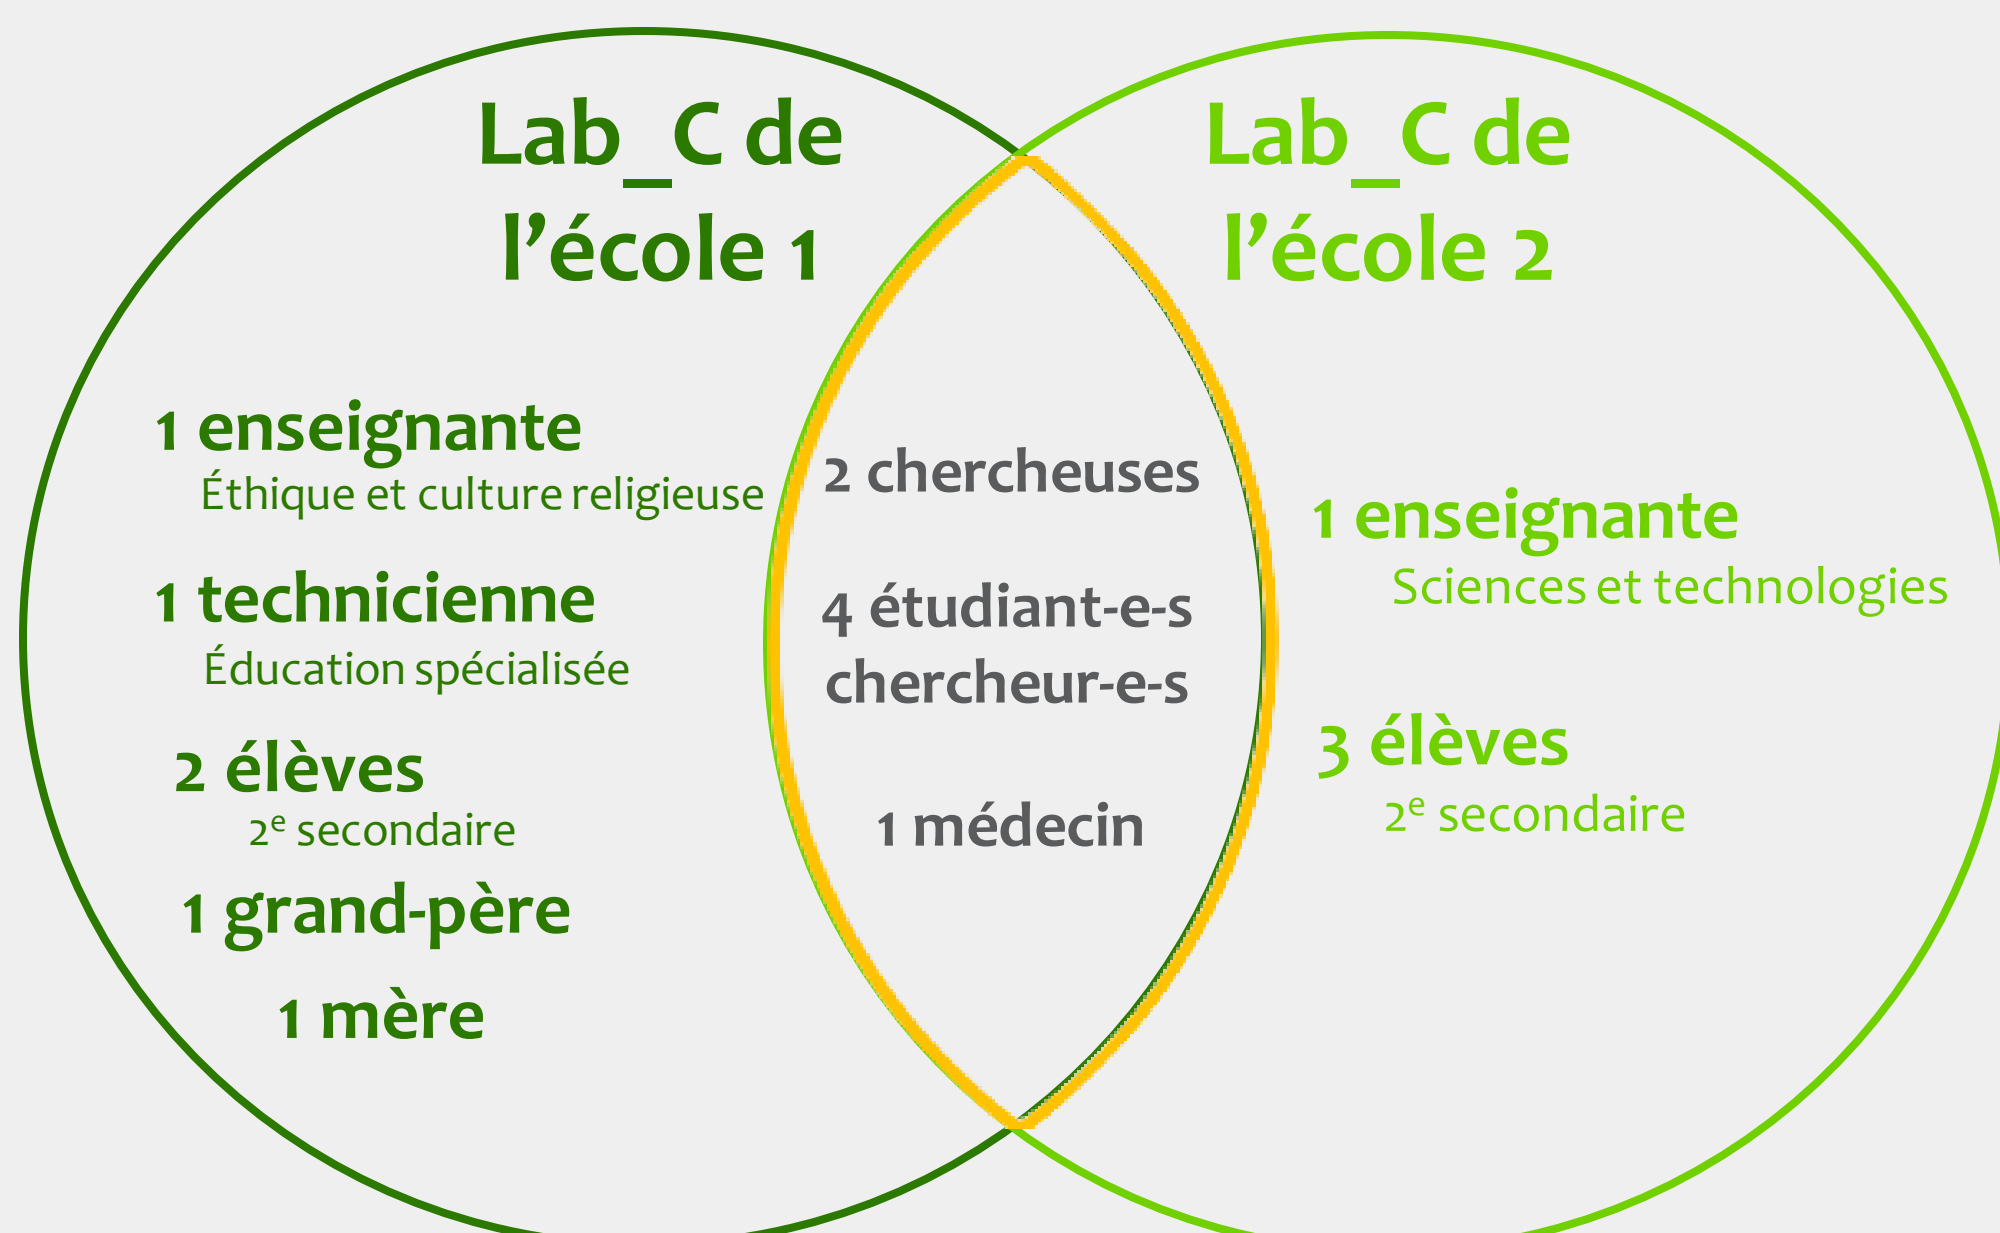 Lab_C de
l’école 1
1 enseignante
Éthique et culture religieuse
1 technicienne
Éducation spécialisée
2 élèves
2e secondaire
1 grand-père
1 mère
2 chercheuses
4 étudiant-e-s
chercheur-e-s
1 médecin
Lab_C de
l’école 2
1 enseignante
Sciences et technologies
3 élèves
2e secondaire